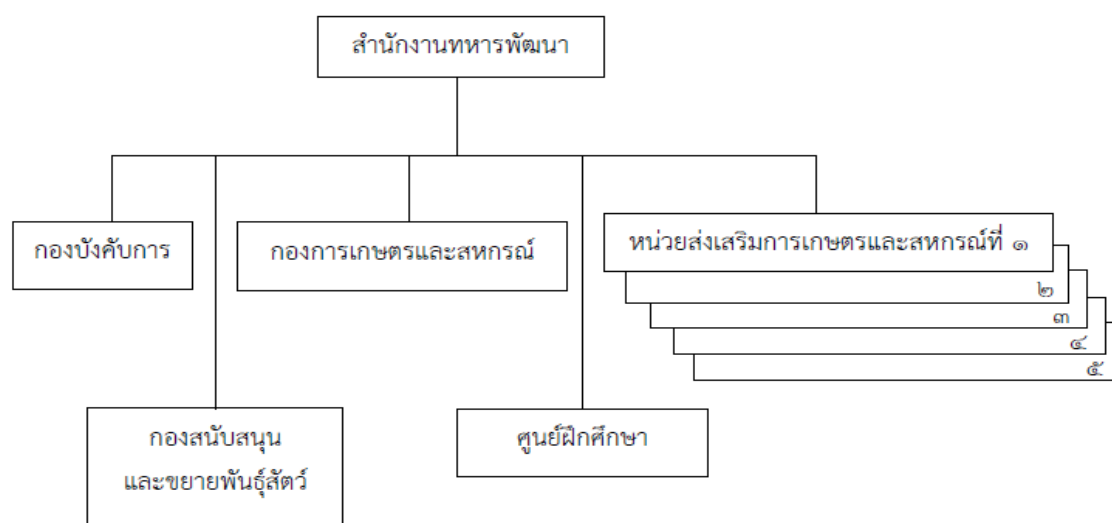 สำนักงานทหารพัฒนา
กองบังคับการ
กองการเกษตรและสหกรณ์
หน่วยส่งเสริมการเกษตรและสหกรณ์ที่ ๑
๒
๓
๔
๕
กองสนับสนุน
และขยายพันธุ์สัตว์
ศูนย์ฝึกศึกษา